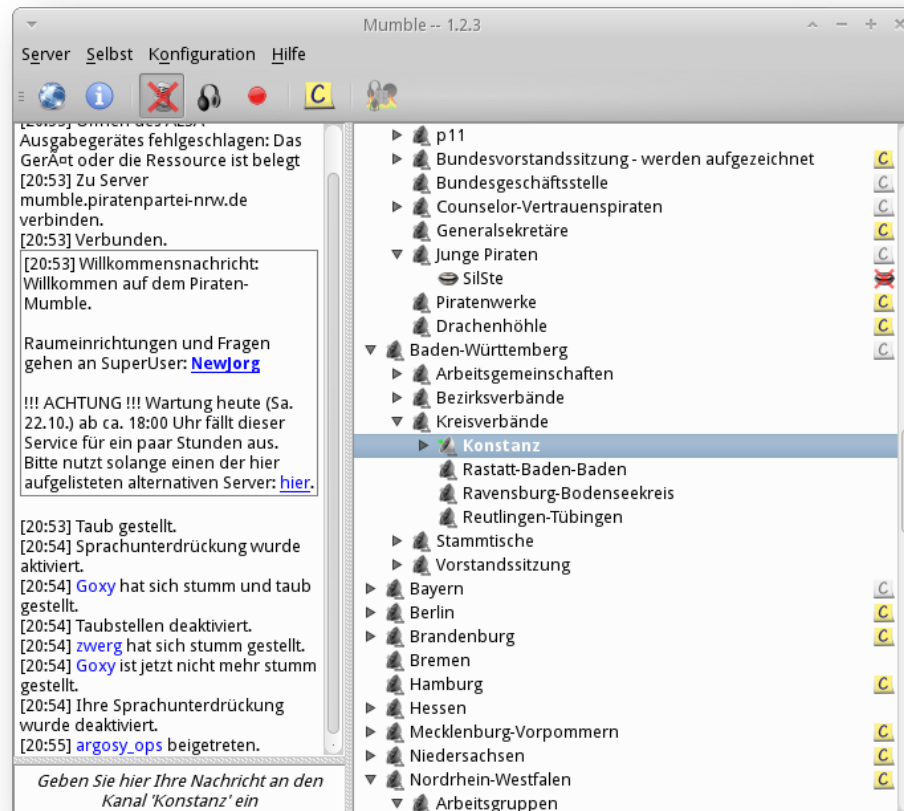 Mumble -- 1.2.3
Server Selbst Konfiguration Hilfe
Ausgabegerätes fehlgeschlagen: Das
GerÃ¤t oder die Ressource ist belegt
[20:53] Zu Server
mumble.piratenpartei-nrw.de
verbinden.
[20:53] Verbunden.
[20:53] Willkommensnachricht:
Willkommen auf dem Piraten-
Mumble.
Raumeinrichtungen und Fragen
gehen an SuperUser: NewJorg
!!! ACHTUNG !!! Wartung heute (Sa.
22.10.) ab ca. 18:00 Uhr fällt dieser
Service für ein paar Stunden aus.
Bitte nutzt solange einen der hier
aufgelisteten alternativen Server: hier.
[20:53] Taub gestellt.
[20:54] Sprachunterdrückung wurde
aktiviert.
[20:54] Goxy hat sich stumm und taub
gestellt.
[20:54] Taubstellen deaktiviert.
[20:54] zwerg hat sich stumm gestellt.
[20:54] Goxy ist jetzt nicht mehr stumm
gestellt.
[20:54] Ihre Sprachunterdrückung
wurde deaktiviert.
[20:55] argosy_ops beigetreten.
Geben Sie hier Ihre Nachricht an den
Kanal 'Konstanz' ein
p11
Bundesvorstandssitzung - werden aufgezeichnet
Bundesgeschäftsstelle
Counselor-Vertrauenspiraten
Generalsekretäre
Junge Piraten
SilSte
Piratenwerke
Drachenhöhle
Baden-Württemberg
Arbeitsgemeinschaften
Bezirksverbände
Kreisverbände
Konstanz
Rastatt-Baden-Baden
Ravensburg-Bodenseekreis
Reutlingen-Tübingen
Stammtische
Vorstandssitzung
Bayern
Berlin
Brandenburg
Bremen
Hamburg
Hessen
Mecklenburg-Vorpommern
Niedersachsen
Nordrhein-Westfalen
Arbeitsgruppen